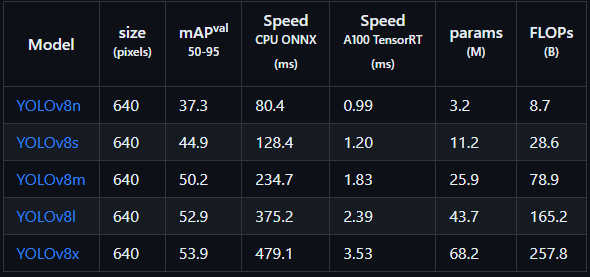 Model size (pixels) mAPval 50-95 Speed CPU ONNX (ms) Speed A100 TensorRT (ms) params (M) FLOPs (B)
YOLOv8n 640 37.3 80.4 0.99 3.2 8.7
YOLOv8s 640 44.9 128.4 1.20 11.2 28.6
YOLOv8m 640 50.2 234.7 1.83 25.9 78.9
YOLOv8l 640 52.9 375.2 2.39 43.7 165.2
YOLOv8x 640 53.9 479.1 3.53 68.2 257.8